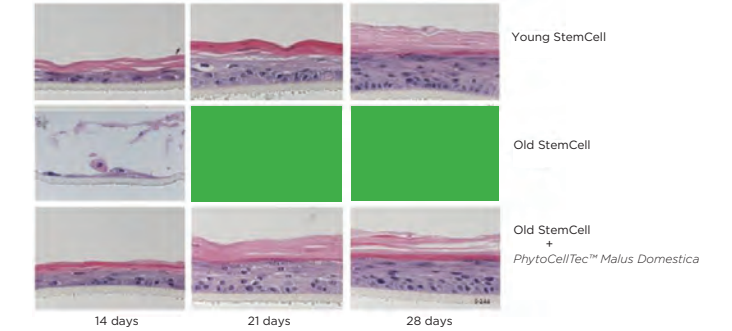 Young StemCell
Old StemCell
Old StemCell
+
PhytoCellTec™ Malus Domestica
14 days
21 days
28 days